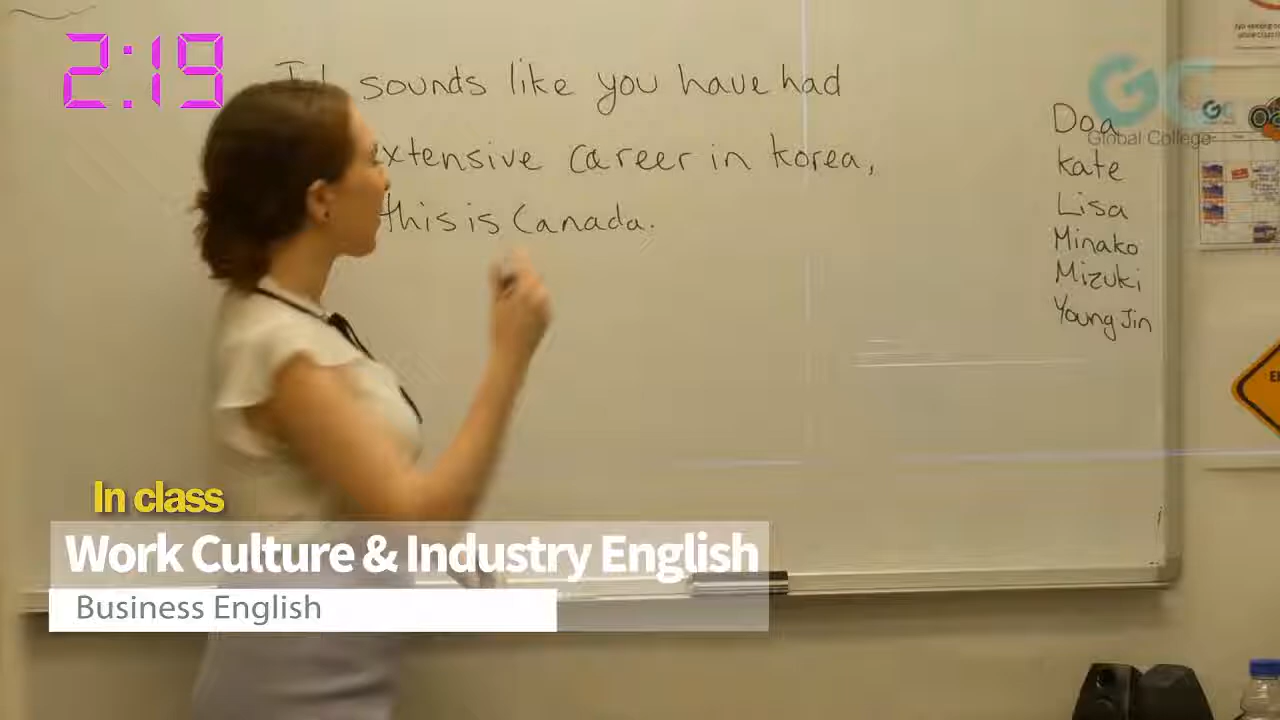 2:19
sounds like you have had
xtensive career in korea,
this is Canada.
Doa
Kate
Lisa
Minako
Mizuki
Young Jin
GC
Global College
In class
Work Culture & Industry English
Business English